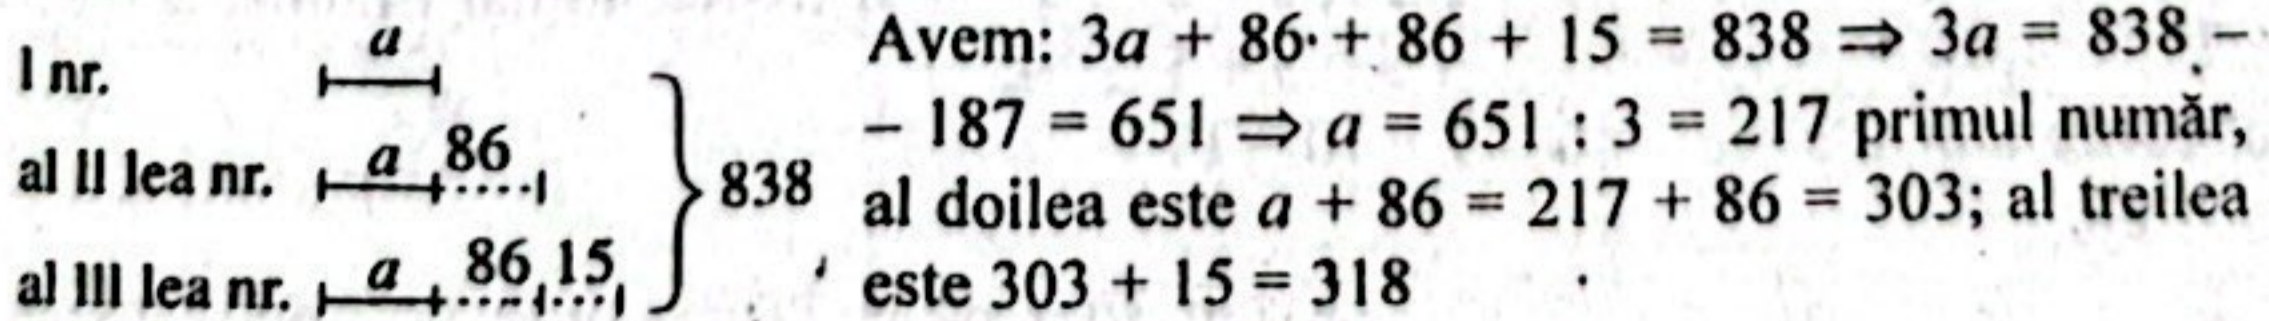 I nr. a
al II lea nr. a 86
al III lea nr. a 86 15
838
Avem: 3a + 86 + 86 + 15 = 838 ⇒ 3a = 838 –
– 187 = 651 ⇒ a = 651 : 3 = 217 primul număr,
al doilea este a + 86 = 217 + 86 = 303; al treilea
este 303 + 15 = 318